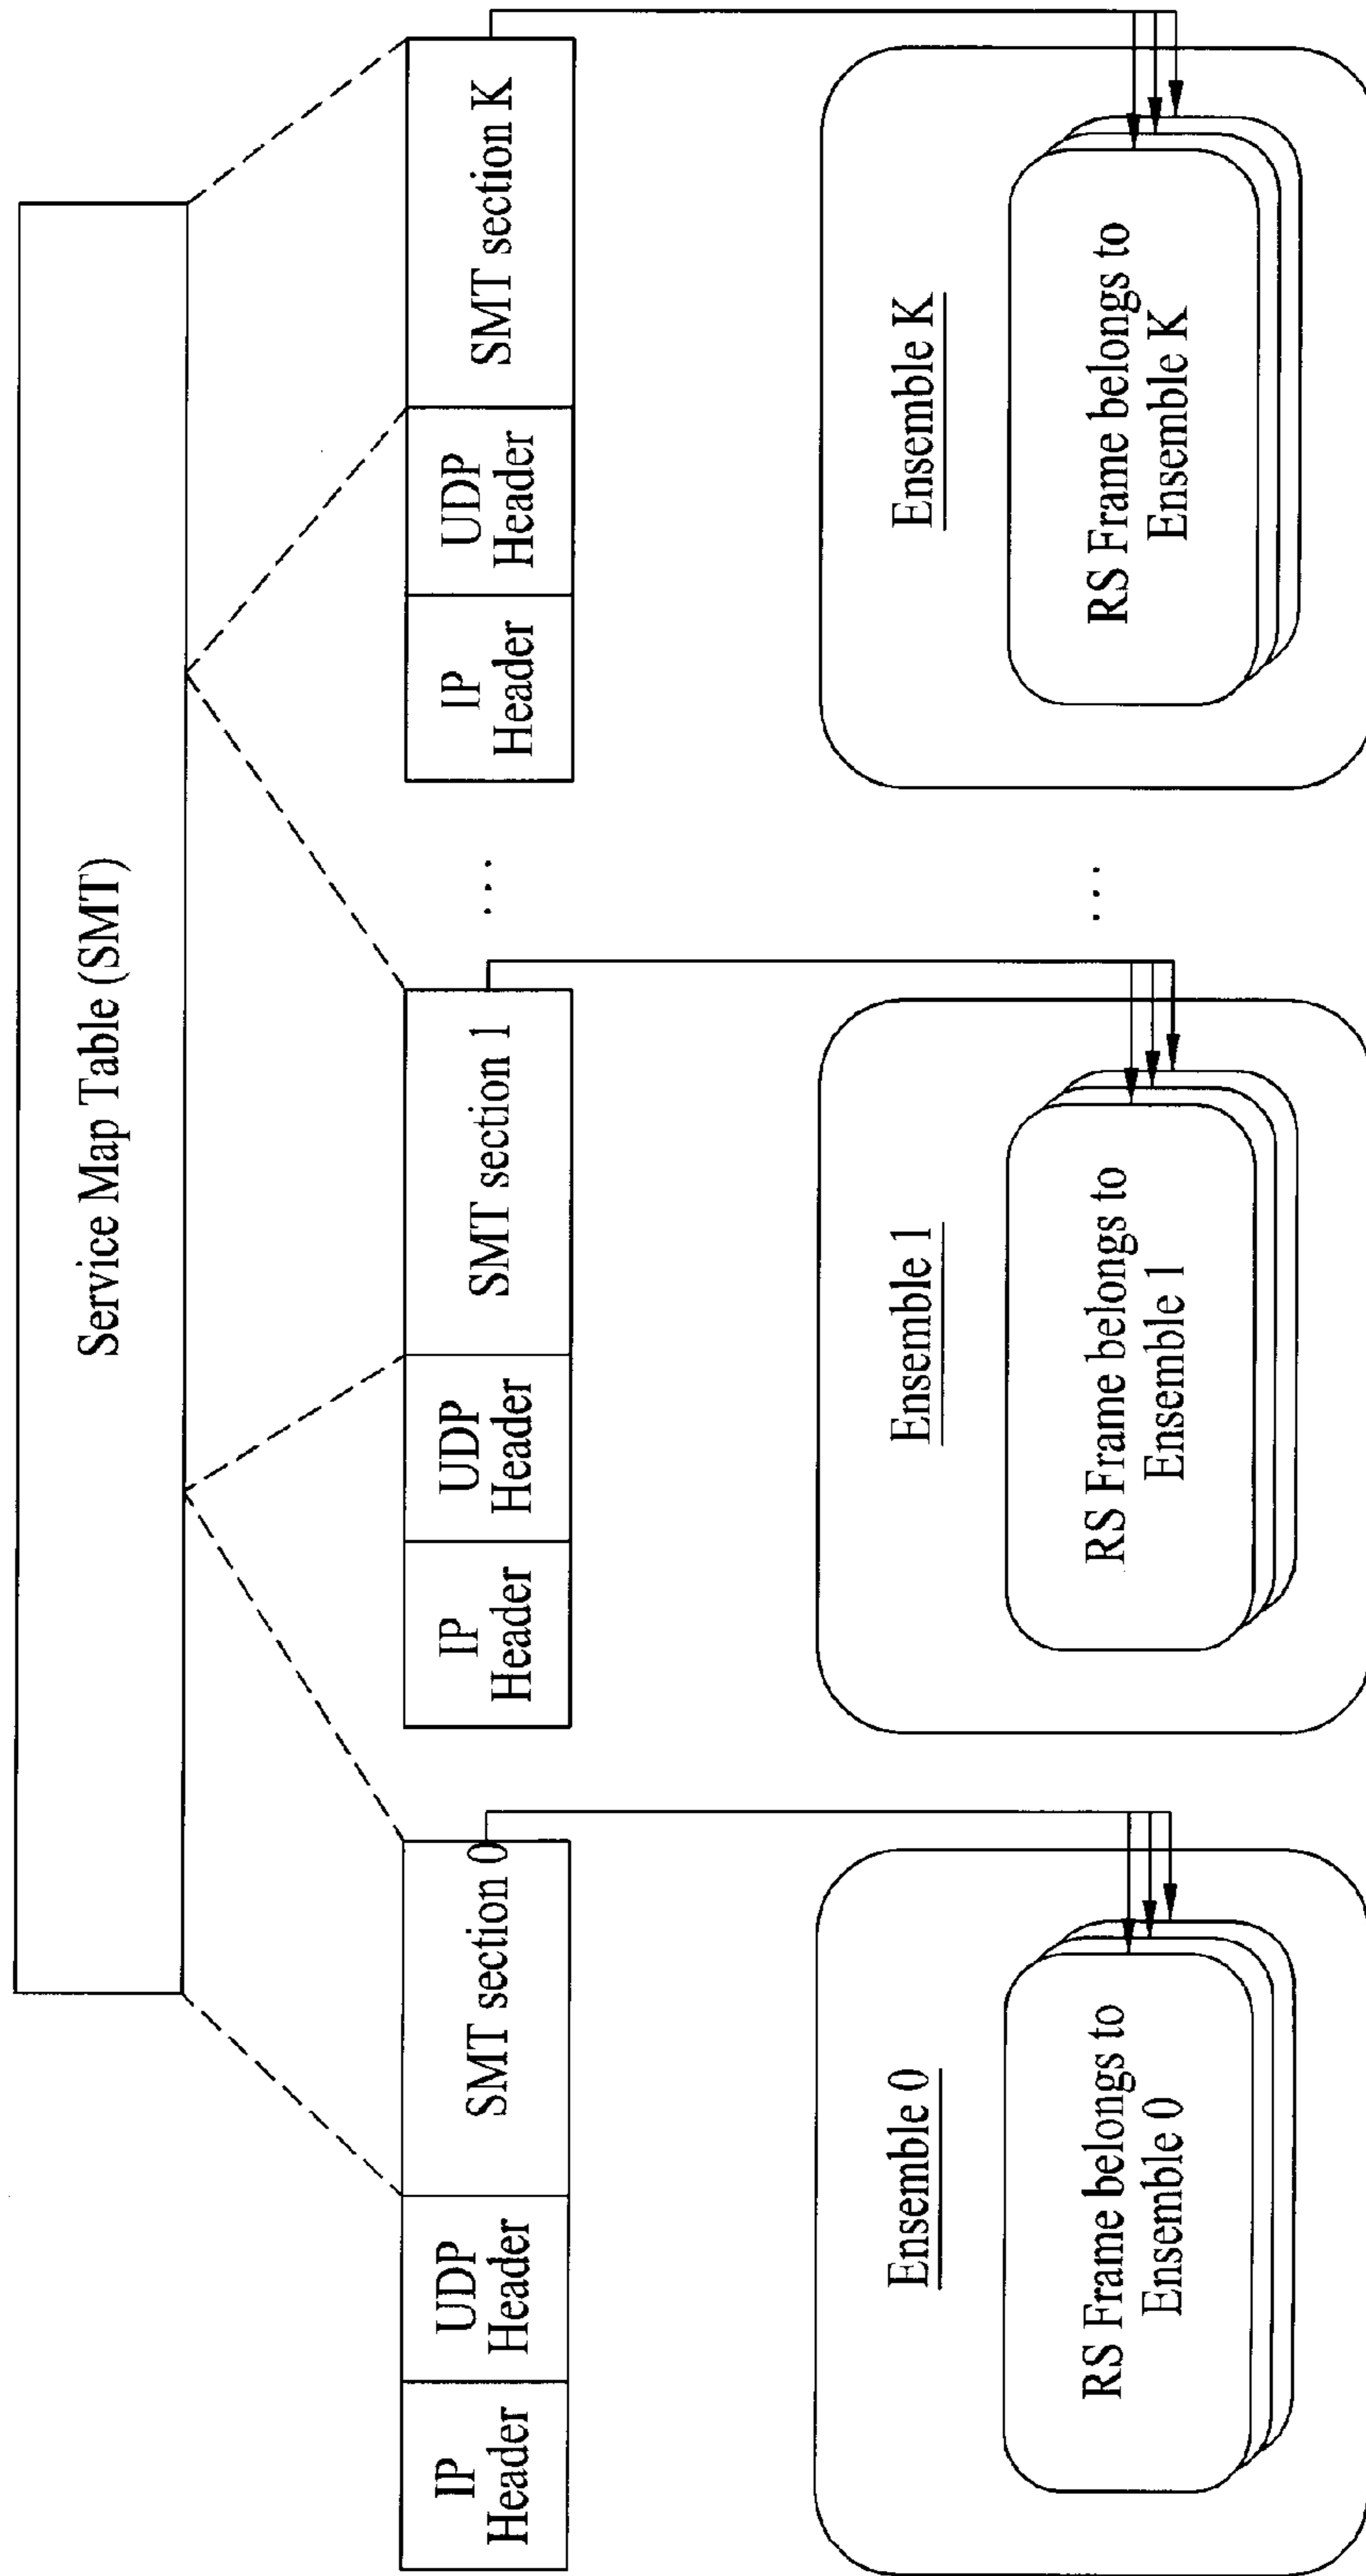 Service Map Table (SMT)
IP
Header
UDP
Header
SMT section 0
IP
Header
UDP
Header
SMT section 1
...
IP
Header
UDP
Header
SMT section K
Ensemble 0
RS Frame belongs to
Ensemble 0
Ensemble 1
RS Frame belongs to
Ensemble 1
...
Ensemble K
RS Frame belongs to
Ensemble K